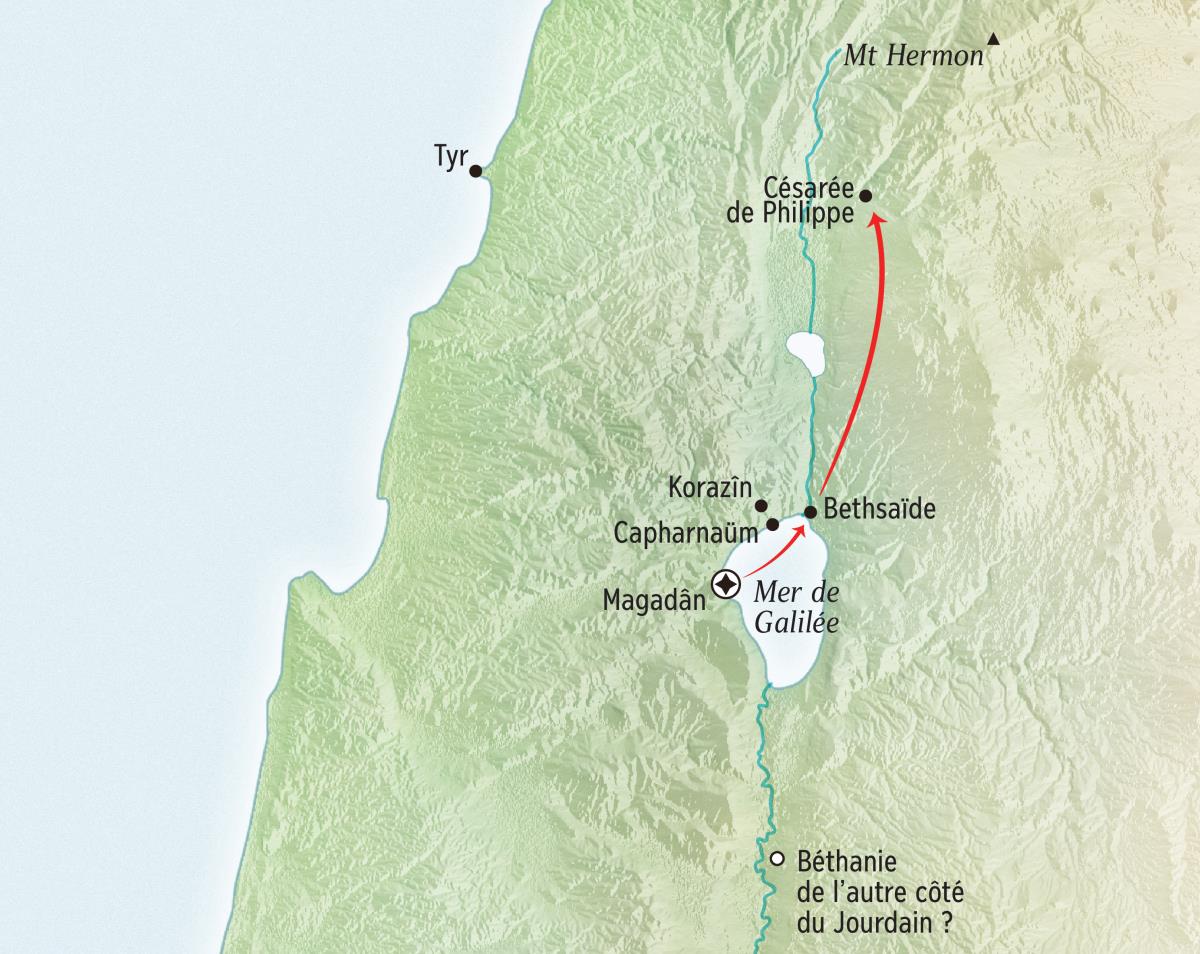 Mt Hermon
Tyr
Césarée
de Philippe
Korazîn
Bethsaïde
Capharnaüm
Magadân
Mer de
Galilée
Béthanie
de l’autre côté
du Jourdain ?